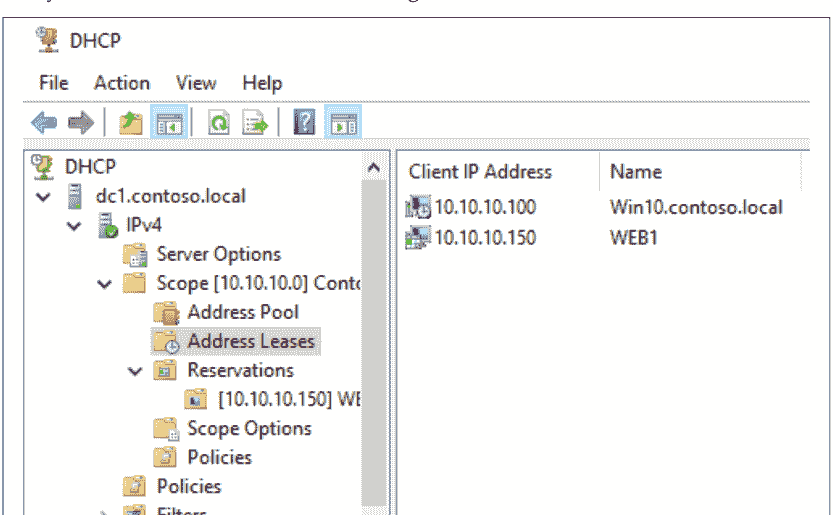 DHCP
File Action View Help
DHCP
dc1.contoso.local
IPv4
Server Options
Scope [10.10.10.0] Conto
Address Pool
Address Leases
Reservations
[10.10.10.150] WE
Scope Options
Policies
Policies
Filters
Client IP Address Name
10.10.10.100 Win10.contoso.local
10.10.10.150 WEB1